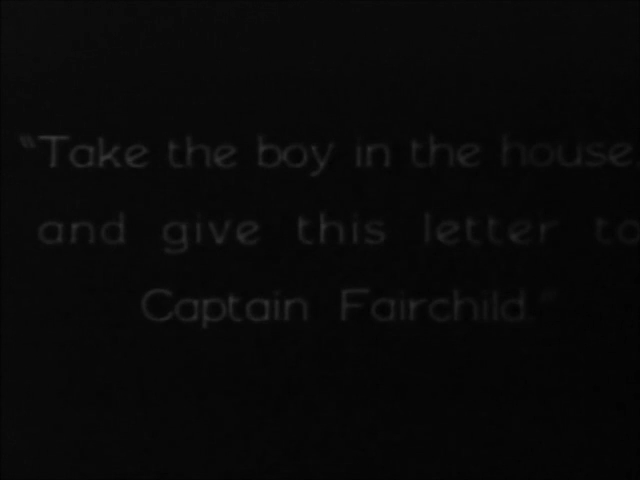 "Take the boy in the house
and give this letter to
Captain Fairchild."